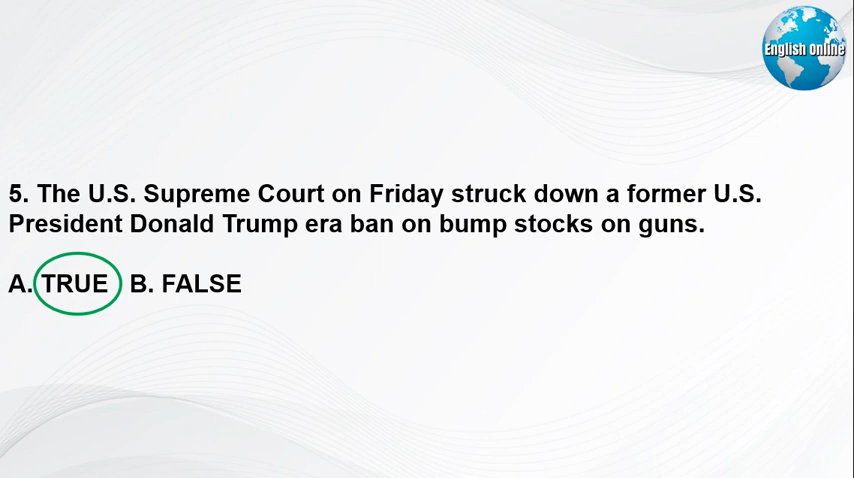 English Online
5. The U.S. Supreme Court on Friday struck down a former U.S.
President Donald Trump era ban on bump stocks on guns.
A. TRUE B. FALSE